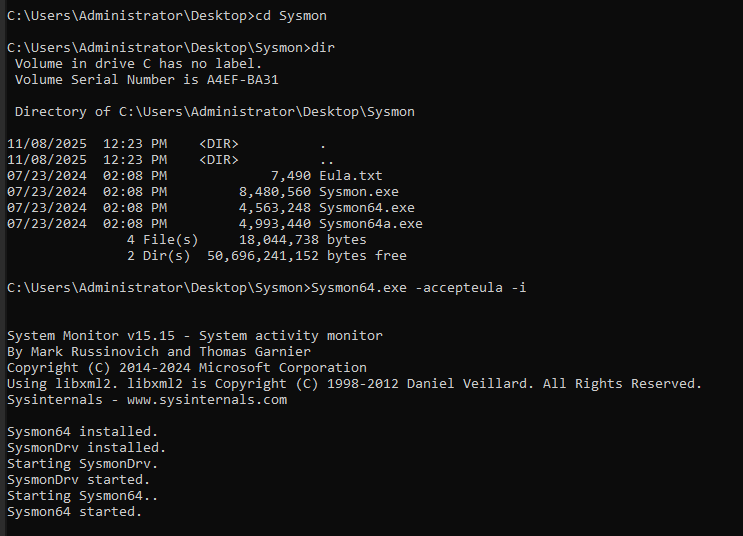 C:\Users\Administrator\Desktop>cd Sysmon
C:\Users\Administrator\Desktop\Sysmon>dir
 Volume in drive C has no label.
 Volume Serial Number is A4EF-BA31
 Directory of C:\Users\Administrator\Desktop\Sysmon
11/08/2025  12:23 PM    <DIR>          .
11/08/2025  12:23 PM    <DIR>          ..
07/23/2024  02:08 PM             7,490 Eula.txt
07/23/2024  02:08 PM         8,480,560 Sysmon.exe
07/23/2024  02:08 PM         4,563,248 Sysmon64.exe
07/23/2024  02:08 PM         4,993,440 Sysmon64a.exe
               4 File(s)     18,044,738 bytes
               2 Dir(s)  50,696,241,152 bytes free
C:\Users\Administrator\Desktop\Sysmon>Sysmon64.exe -accepteula -i
System Monitor v15.15 - System activity monitor
By Mark Russinovich and Thomas Garnier
Copyright (C) 2014-2024 Microsoft Corporation
Using libxml2. libxml2 is Copyright (C) 1998-2012 Daniel Veillard. All Rights Reserved.
Sysinternals - www.sysinternals.com
Sysmon64 installed.
SysmonDrv installed.
Starting SysmonDrv.
SysmonDrv started.
Starting Sysmon64..
Sysmon64 started.